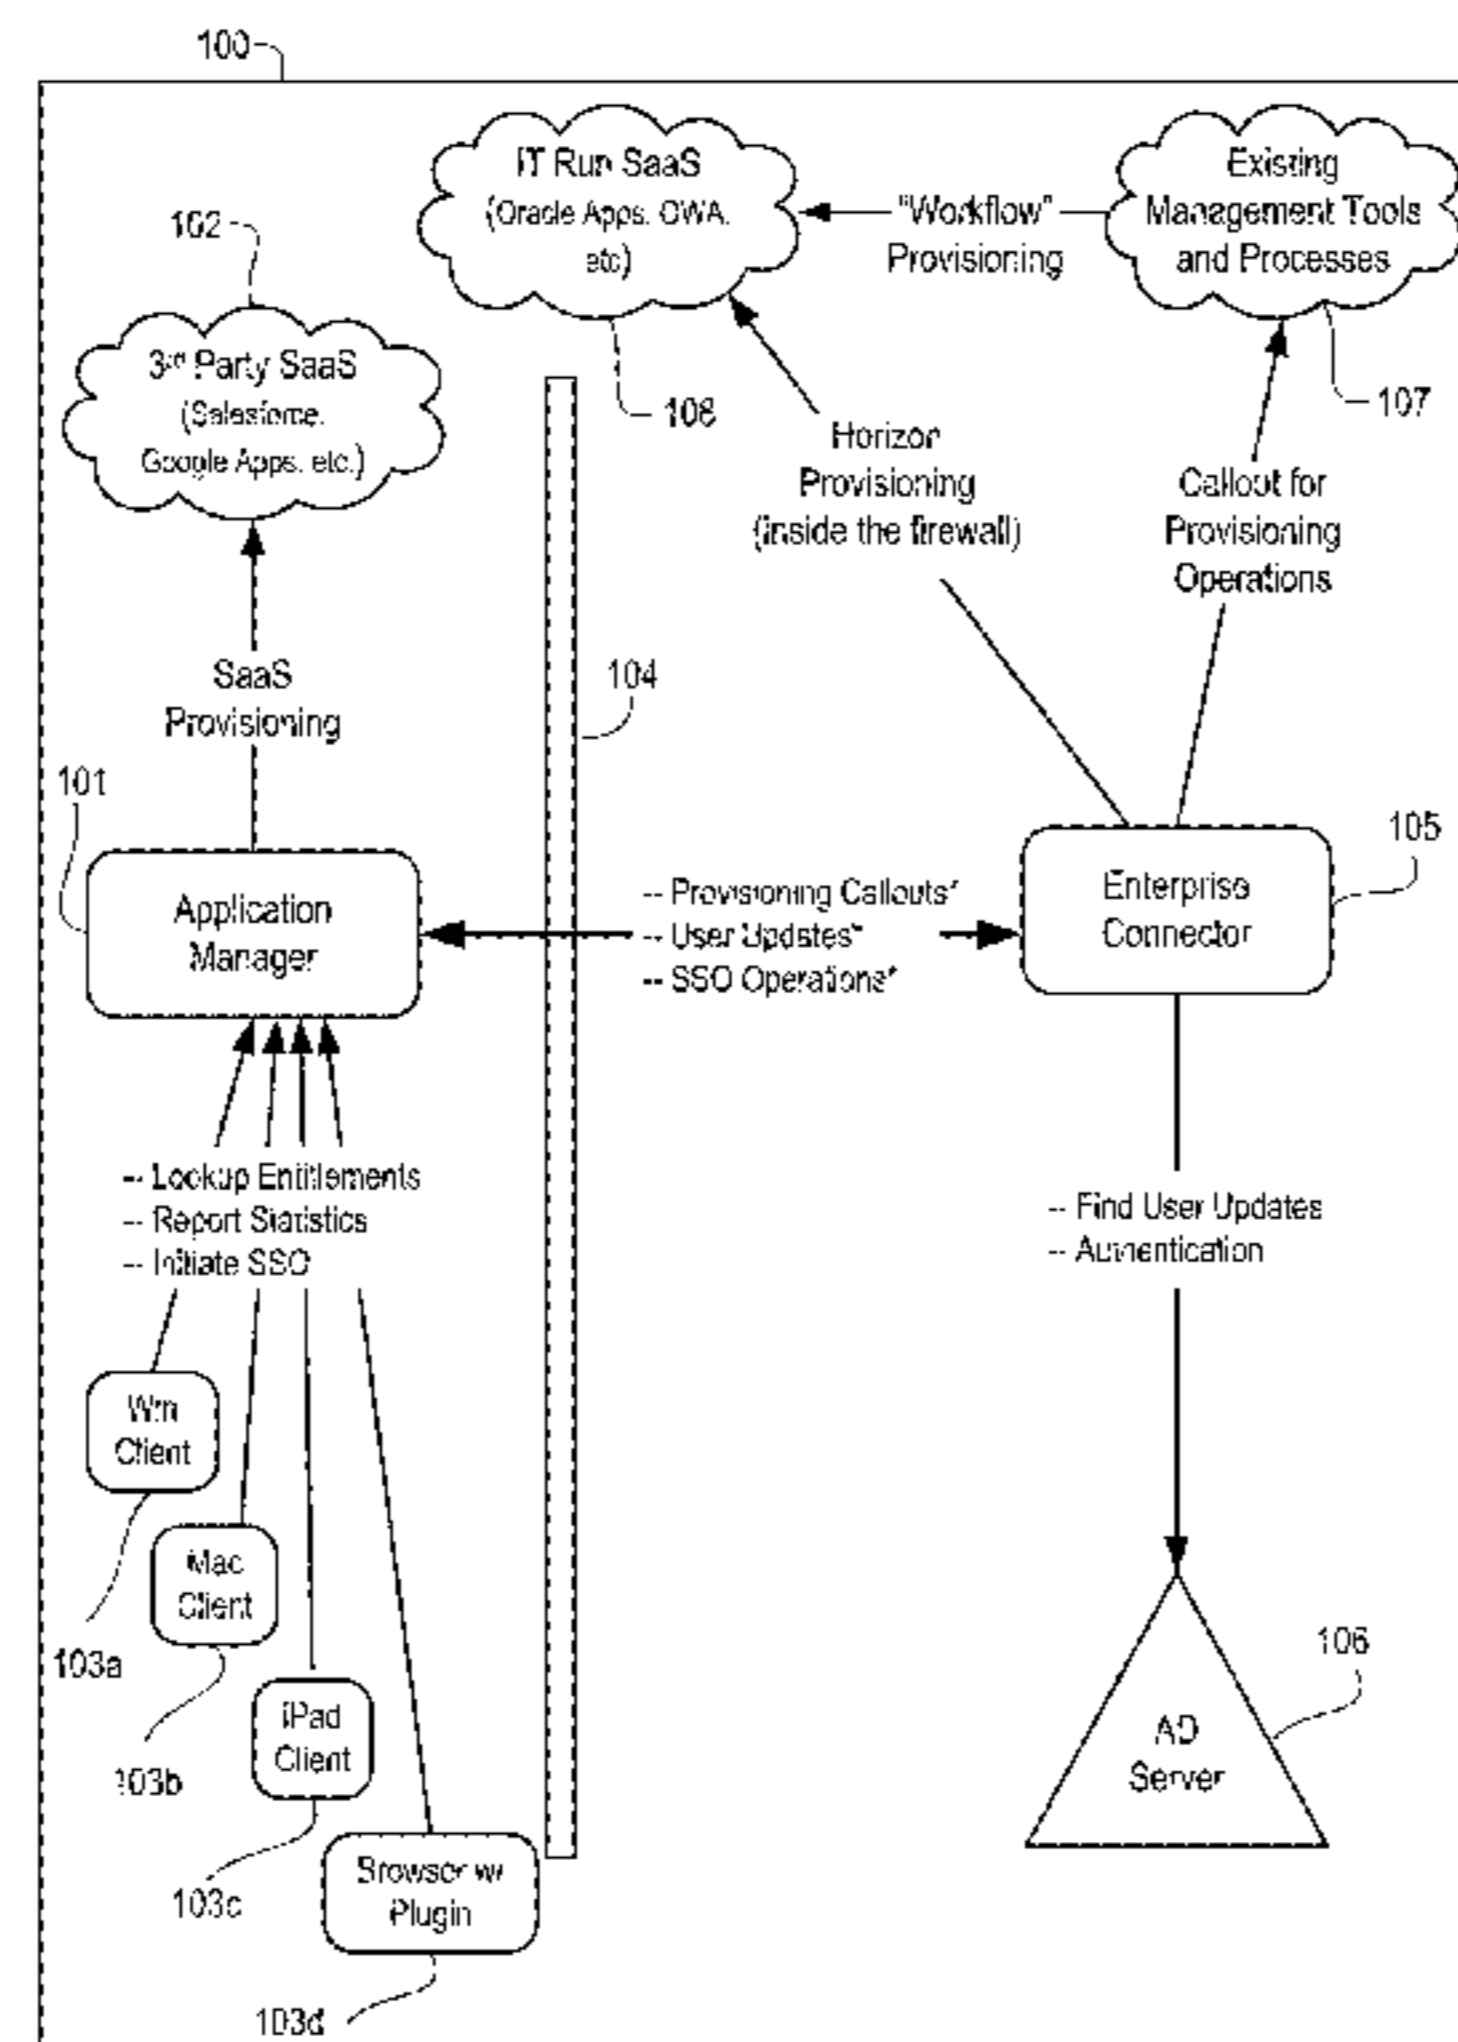 100
IT Run SaaS
(Oracle Apps, OWA,
etc)
"Workflow"
Provisioning
Existing
Management Tools
and Processes
102
3rd Party SaaS
(Salesforce,
Google Apps, etc.)
108
107
Horizon
Provisioning
(inside the firewall)
Callout for
Provisioning
Operations
SaaS
Provisioning
104
101
Application
Manager
-- Provisioning Callouts*
-- User Updates*
-- SSO Operations*
Enterprise
Connector
105
-- Lookup Entitlements
-- Report Statistics
-- Initiate SSO
-- Find User Updates
-- Authentication
Win
Client
103a
Mac
Client
103b
iPad
Client
103c
Browser w/
Plugin
103d
106
AD
Server